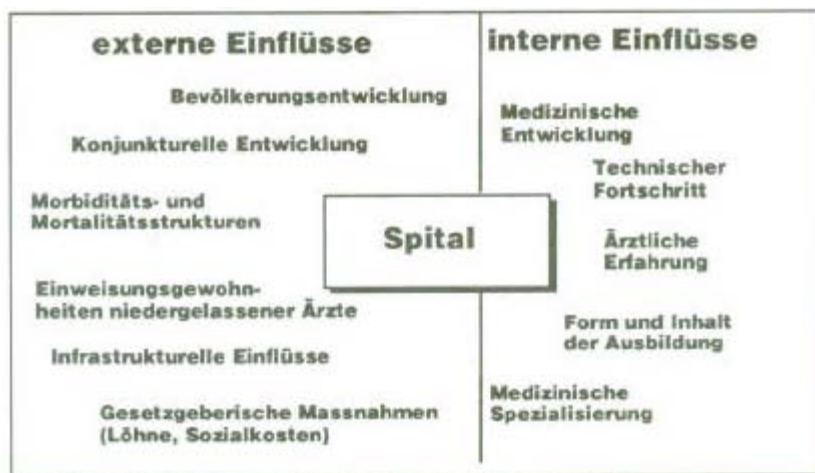 externe Einflüsse
Bevölkerungsentwicklung
Konjunkturelle Entwicklung
Morbiditäts- und
Mortalitätsstrukturen
Einweisungsgewohn-
heiten niedergelassener Ärzte
Infrastrukturelle Einflüsse
Gesetzgeberische Massnahmen
(Löhne, Sozialkosten)
Spital
interne Einflüsse
Medizinische
Entwicklung
Technischer
Fortschritt
Ärztliche
Erfahrung
Form und Inhalt
der Ausbildung
Medizinische
Spezialisierung